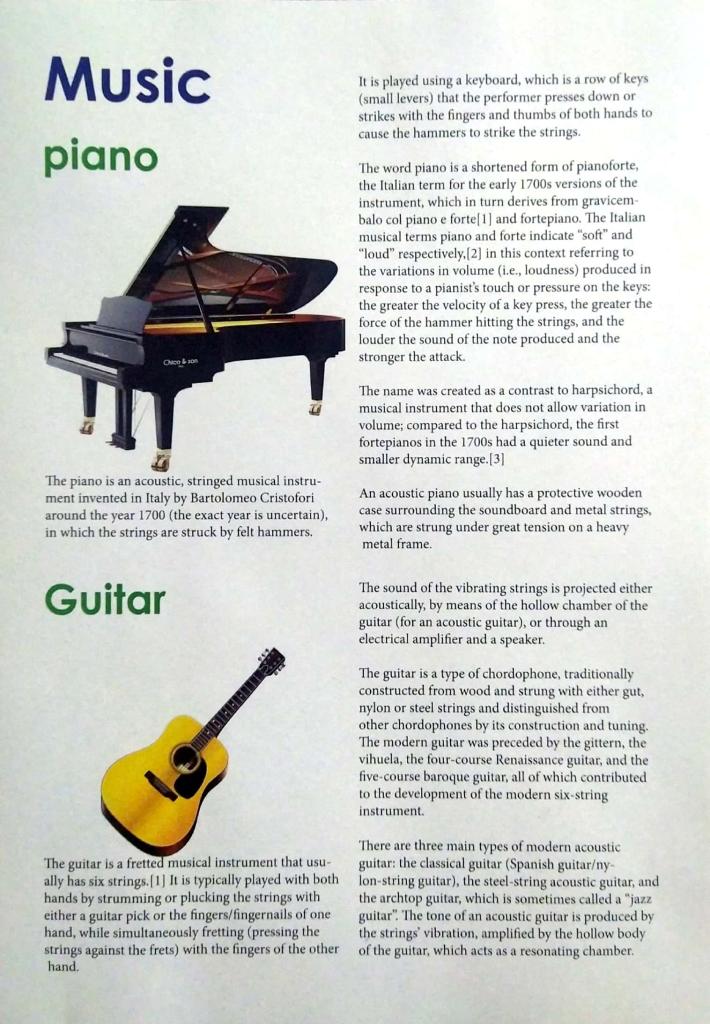 Music
piano
Chico & son
The piano is an acoustic, stringed musical instru-
ment invented in Italy by Bartolomeo Cristofori
around the year 1700 (the exact year is uncertain),
in which the strings are struck by felt hammers.
It is played using a keyboard, which is a row of keys
(small levers) that the performer presses down or
strikes with the fingers and thumbs of both hands to
cause the hammers to strike the strings.
The word piano is a shortened form of pianoforte,
the Italian term for the early 1700s versions of the
instrument, which in turn derives from gravicem-
balo col piano e forte[1] and fortepiano. The Italian
musical terms piano and forte indicate “soft” and
“loud” respectively,[2] in this context referring to
the variations in volume (i.e., loudness) produced in
response to a pianist’s touch or pressure on the keys:
the greater the velocity of a key press, the greater the
force of the hammer hitting the strings, and the
louder the sound of the note produced and the
stronger the attack.
The name was created as a contrast to harpsichord, a
musical instrument that does not allow variation in
volume; compared to the harpsichord, the first
fortepianos in the 1700s had a quieter sound and
smaller dynamic range.[3]
An acoustic piano usually has a protective wooden
case surrounding the soundboard and metal strings,
which are strung under great tension on a heavy
metal frame.
Guitar
The guitar is a fretted musical instrument that usu-
ally has six strings.[1] It is typically played with both
hands by strumming or plucking the strings with
either a guitar pick or the fingers/fingernails of one
hand, while simultaneously fretting (pressing the
strings against the frets) with the fingers of the other
hand.
The sound of the vibrating strings is projected either
acoustically, by means of the hollow chamber of the
guitar (for an acoustic guitar), or through an
electrical amplifier and a speaker.
The guitar is a type of chordophone, traditionally
constructed from wood and strung with either gut,
nylon or steel strings and distinguished from
other chordophones by its construction and tuning.
The modern guitar was preceded by the gittern, the
vihuela, the four-course Renaissance guitar, and the
five-course baroque guitar, all of which contributed
to the development of the modern six-string
instrument.
There are three main types of modern acoustic
guitar: the classical guitar (Spanish guitar/ny-
lon-string guitar), the steel-string acoustic guitar, and
the archtop guitar, which is sometimes called a “jazz
guitar”. The tone of an acoustic guitar is produced by
the strings’ vibration, amplified by the hollow body
of the guitar, which acts as a resonating chamber.